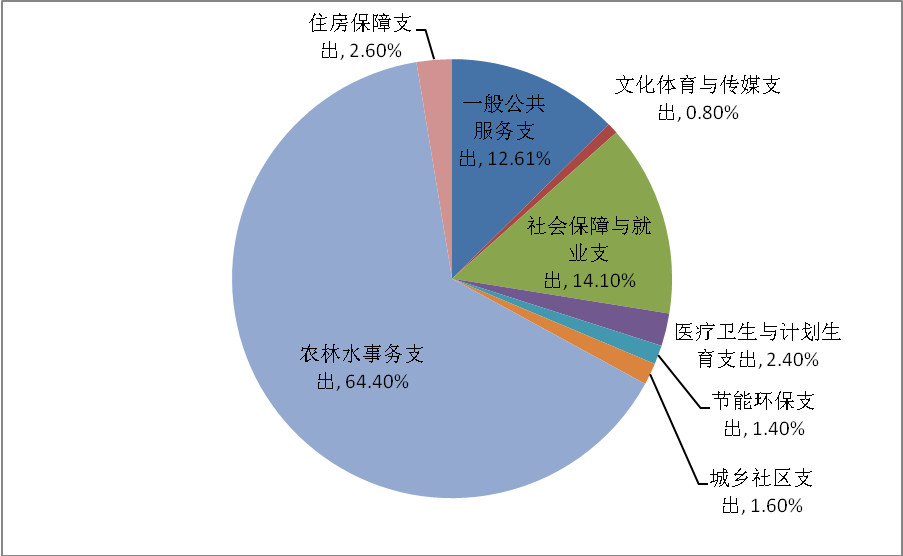 住房保障支
出, 2.60%
一般公共
服务支
出, 12.61%
文化体育与传媒支
出, 0.80%
社会保障与就
业支
出, 14.10%
医疗卫生与计划生
育支出, 2.40%
节能环保支
出, 1.40%
城乡社区支
出, 1.60%
农林水事务支
出, 64.40%